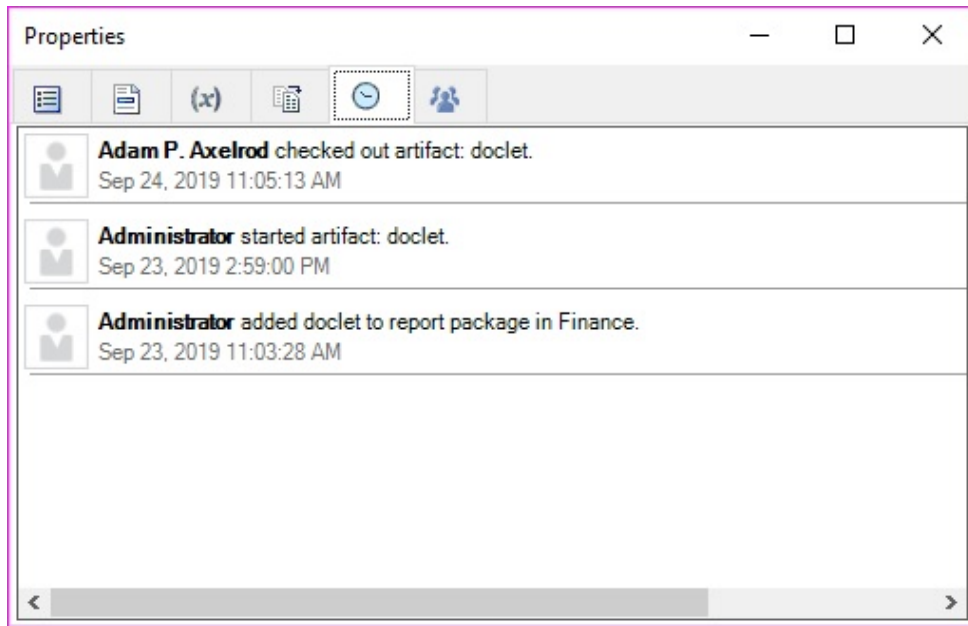 Properties
(x)
Adam P. Axelrod checked out artifact: doclet.
Sep 24, 2019 11:05:13 AM
Administrator started artifact: doclet.
Sep 23, 2019 2:59:00 PM
Administrator added doclet to report package in Finance.
Sep 23, 2019 11:03:28 AM